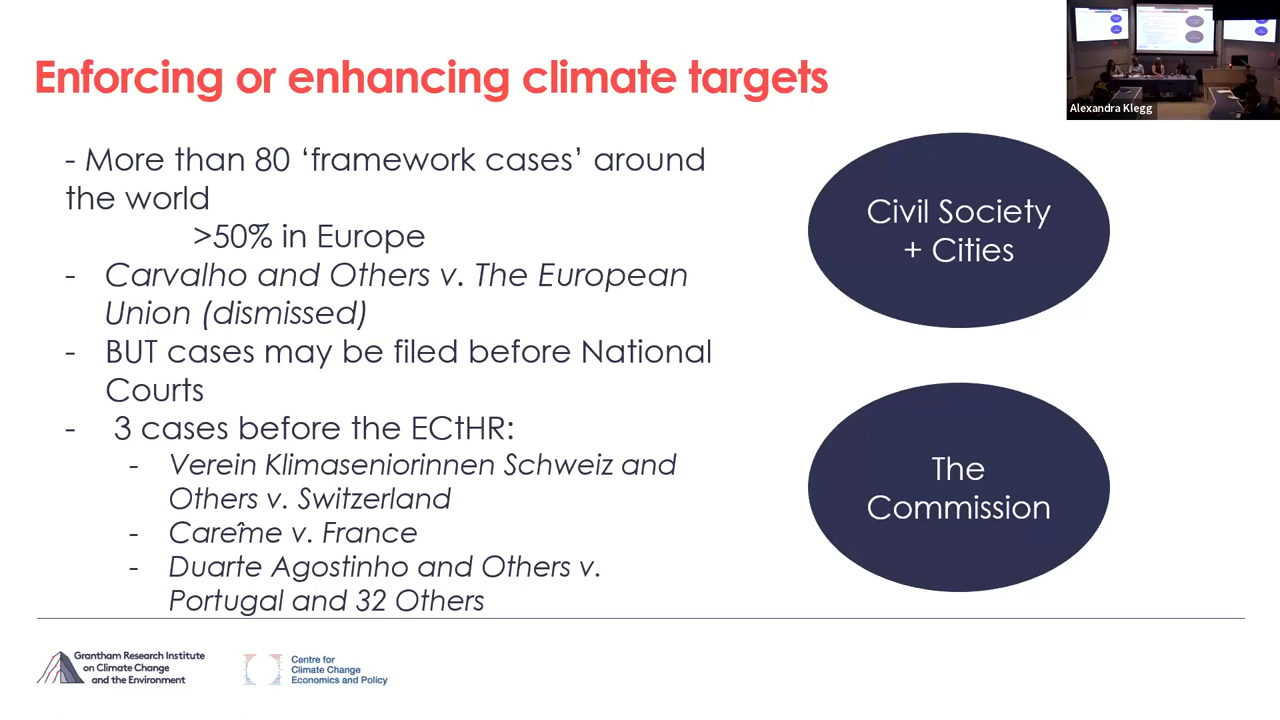 Enforcing or enhancing climate targets
Alexandra Klegg
- More than 80 ‘framework cases’ around
the world
>50% in Europe
- Carvalho and Others v. The European
Union (dismissed)
- BUT cases may be filed before National
Courts
- 3 cases before the ECtHR:
- Verein Klimaseniorinnen Schweiz and
Others v. Switzerland
- Careîme v. France
- Duarte Agostinho and Others v.
Portugal and 32 Others
Civil Society
+ Cities
The
Commission
Grantham Research Institute
on Climate Change
and the Environment
Centre for
Climate Change
Economics and Policy